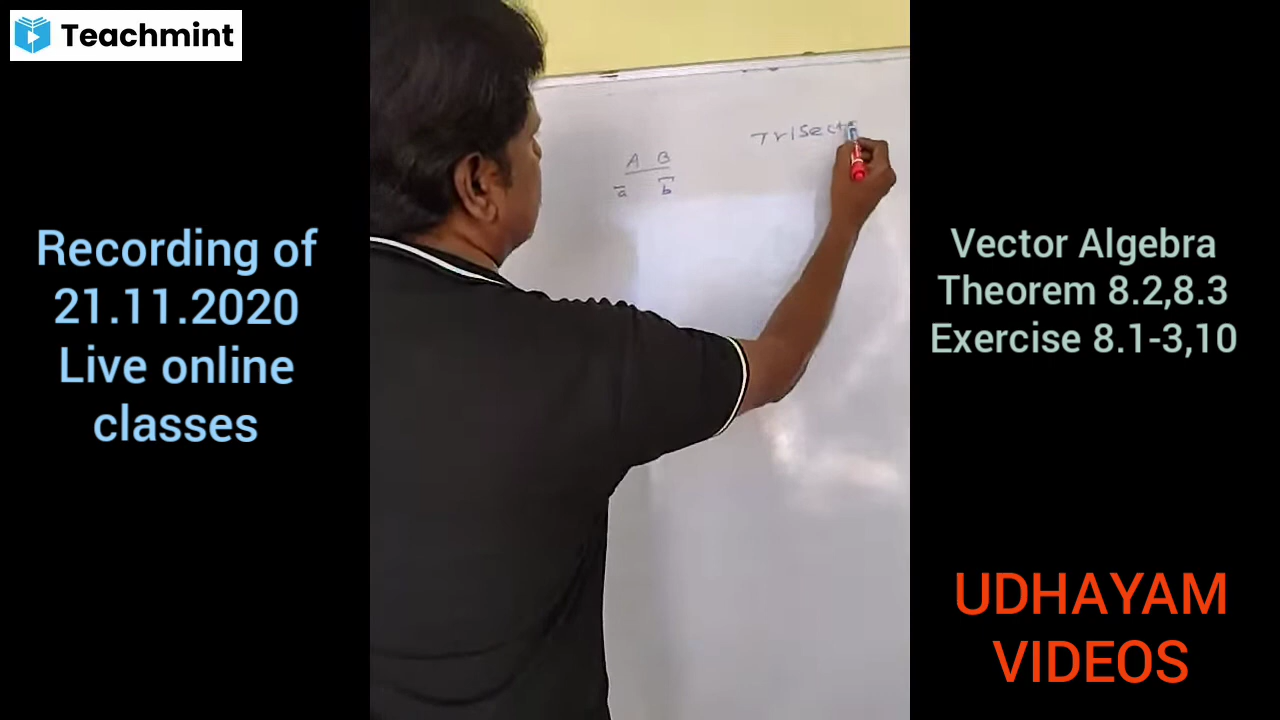 Teachmint
Recording of
21.11.2020
Live online
classes
A B
a b
Trisect
Vector Algebra
Theorem 8.2,8.3
Exercise 8.1-3,10
UDHAYAM
VIDEOS